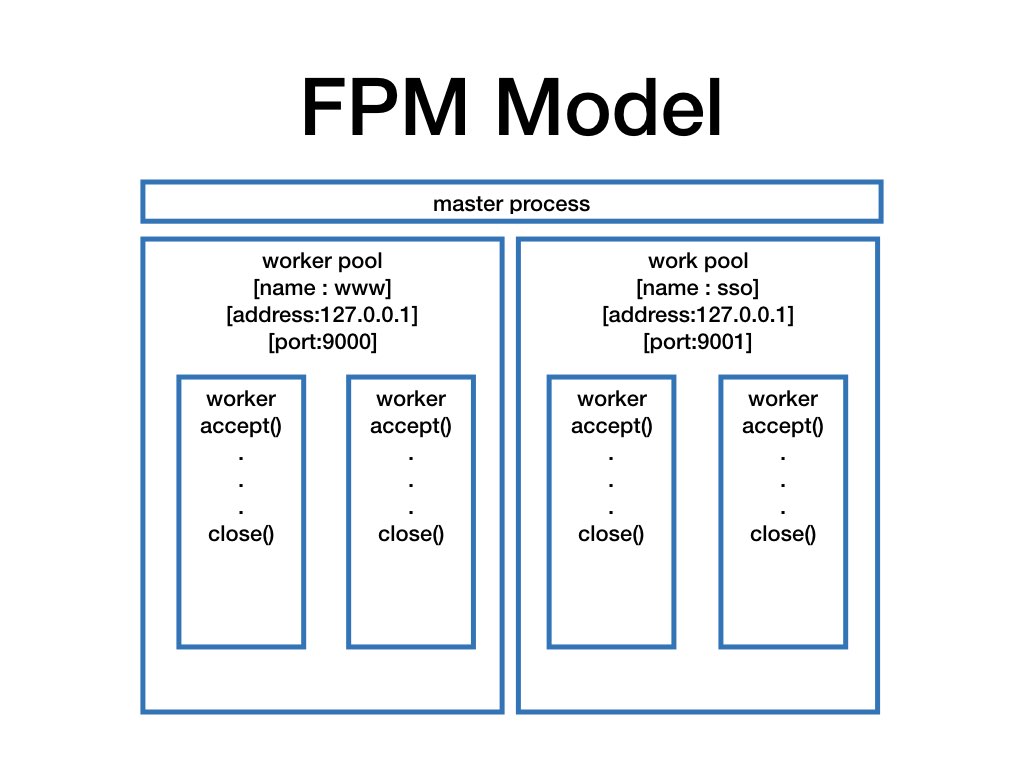 FPM Model
master process
worker pool
[name : www]
[address:127.0.0.1]
[port:9000]
worker
accept()
.
.
.
close()
worker
accept()
.
.
.
close()
work pool
[name : sso]
[address:127.0.0.1]
[port:9001]
worker
accept()
.
.
.
close()
worker
accept()
.
.
.
close()